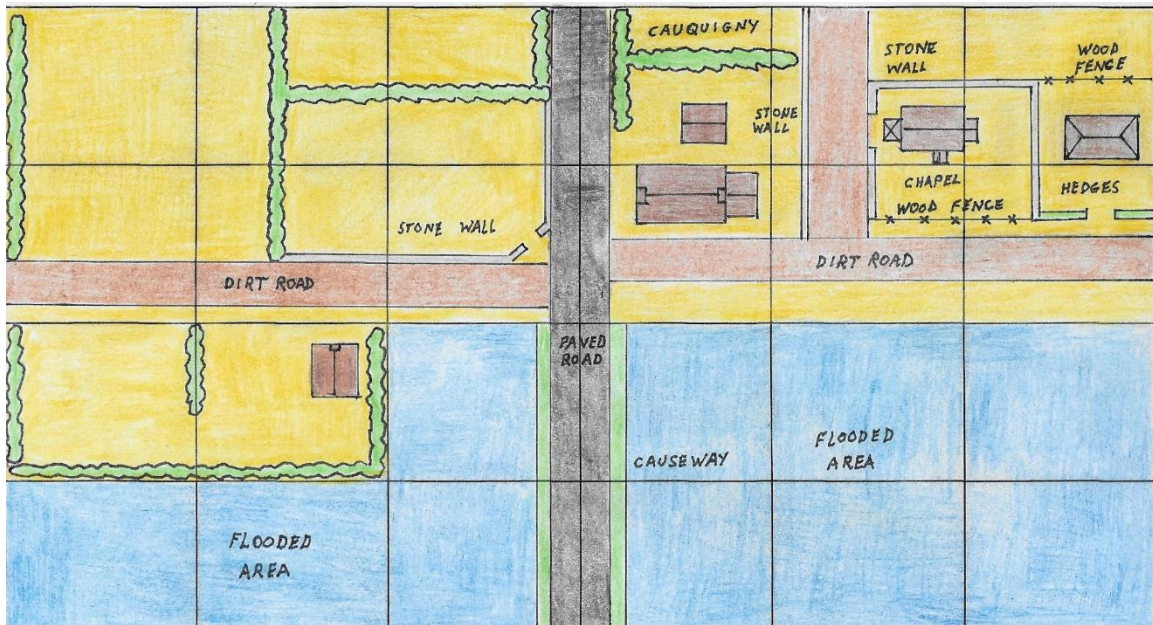 CAUQUIGNY
STONE
WALL
WOOD
FENCE
STONE
WALL
CHAPEL
HEDGES
WOOD FENCE
STONE WALL
DIRT ROAD
DIRT ROAD
PAVED
ROAD
CAUSEWAY
FLOODED
AREA
FLOODED
AREA